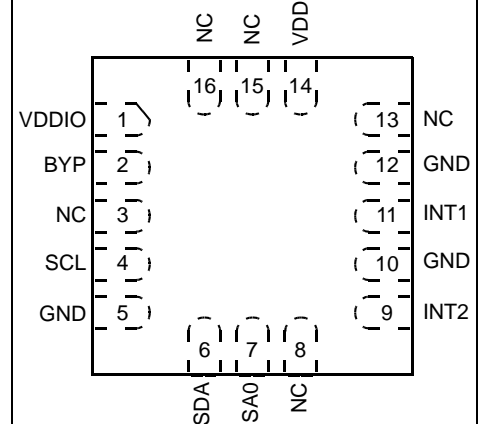 NC
NC
VDD
16
15
14
VDDIO 1
13 NC
BYP 2
12 GND
NC 3
11 INT1
SCL 4
10 GND
GND 5
9 INT2
6
7
8
SDA
SA0
NC